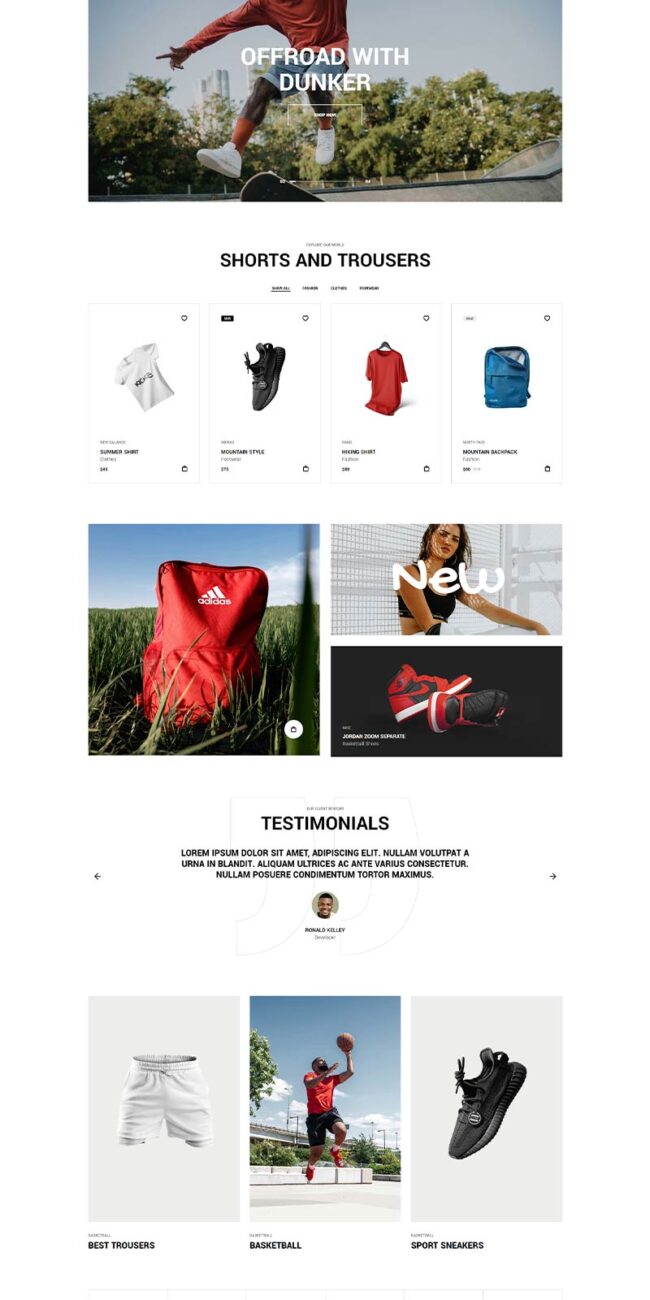 OFFROAD WITH
DUNKER
SHOP NOW
04
EXPLORE OUR WORLD
SHORTS AND TROUSERS
SHOW ALL FASHION CLOTHES FOOTWEAR
NEW BALANCE
SUMMER SHIRT
Clothes
$45
NEW
ADIDAS
MOUNTAIN STYLE
Footwear
$75
HIKING SHIRT
Fashion
SALE
NORTH FACE
MOUNTAIN BACKPACK
Fashion
adidas
New
NIKE
JORDAN ZOOM SEPARATE
Basketball Shoes
OUR CLIENT REVIEWS
TESTIMONIALS
LOREM IPSUM DOLOR SIT AMET, ADIPISCING ELIT. NULLAM VOLUTPAT A
URNA IN BLANDIT. ALIQUAM ULTRICES AC ANTE VARIUS CONSECTETUR.
NULLAM POSUERE CONDIMENTUM TORTOR MAXIMUS.
RONALD KELLEY
Developer
BASKETBALL
BEST TROUSERS
BASKETBALL
BASKETBALL
BASKETBALL
SPORT SNEAKERS